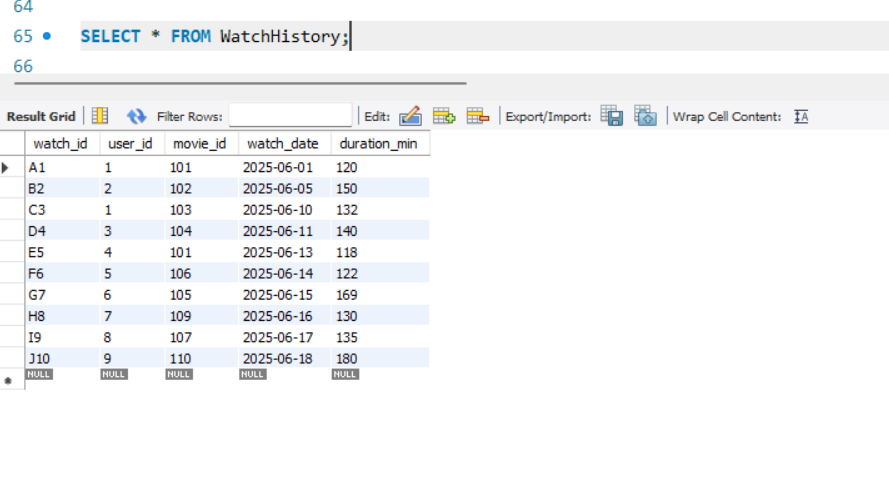 64
65 SELECT * FROM WatchHistory;
66
Result Grid Filter Rows: Edit: Export/Import: Wrap Cell Content: IA
watch_id user_id movie_id watch_date duration_min
A1 1 101 2025-06-01 120
B2 2 102 2025-06-05 150
C3 1 103 2025-06-10 132
D4 3 104 2025-06-11 140
E5 4 101 2025-06-13 118
F6 5 106 2025-06-14 122
G7 6 105 2025-06-15 169
H8 7 109 2025-06-16 130
I9 8 107 2025-06-17 135
J10 9 110 2025-06-18 180
NULL NULL NULL NULL NULL